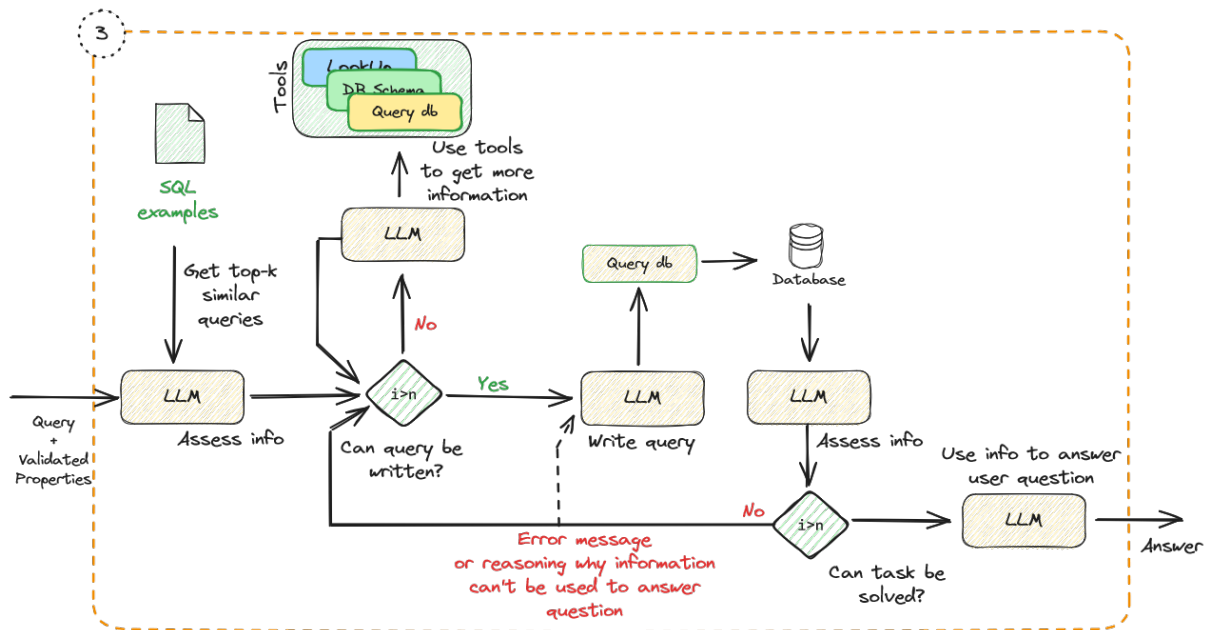 3
Tools
LookUp
DB Schema
Query db
Use tools
to get more
information
SQL
examples
LLM
Get top-k
similar
queries
No
Query db
Database
LLM
i>n
Yes
LLM
LLM
Query
+
Validated
Properties
Assess info
Can query be
written?
Write query
Assess info
Use info to answer
user question
No
i>n
LLM
Answer
Error message
or reasoning why information
can't be used to answer
question
Can task be
solved?